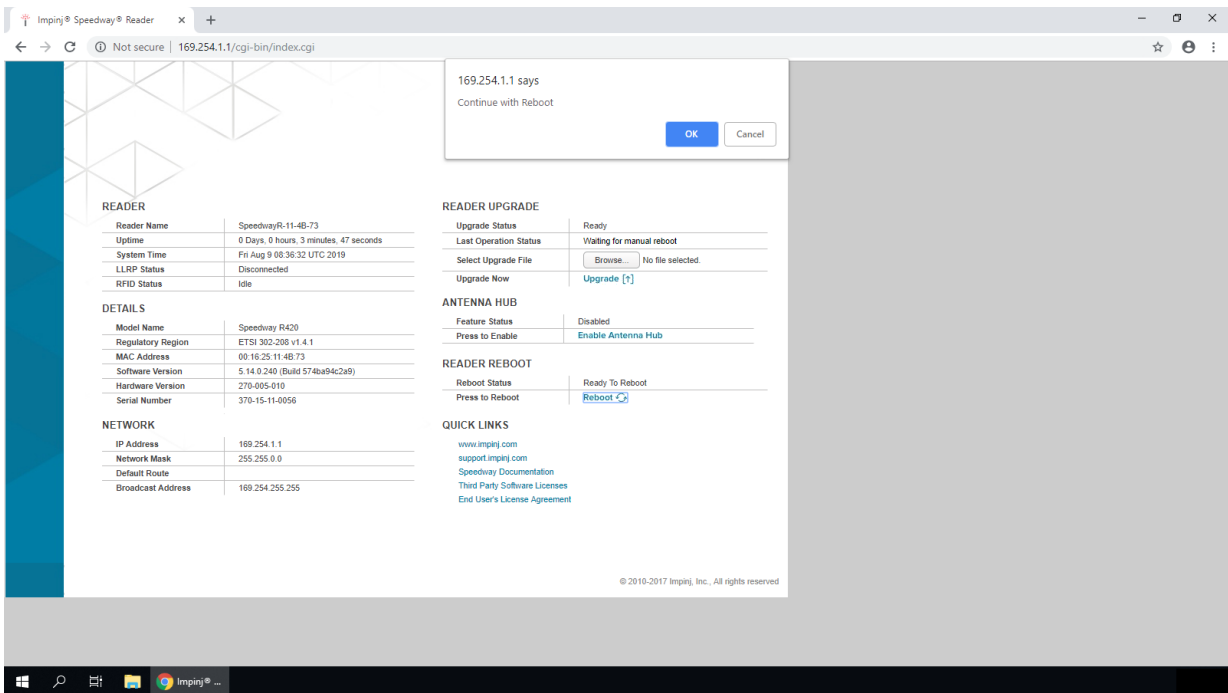 Impinj® Speedway® Reader
Not secure | 169.254.1.1/cgi-bin/index.cgi
169.254.1.1 says
Continue with Reboot
OK Cancel
READER
Reader Name SpeedwayR-11-4B-73
Uptime 0 Days, 0 hours, 3 minutes, 47 seconds
System Time Fri Aug 9 08:36:32 UTC 2019
LLRP Status Disconnected
RFID Status Idle
DETAILS
Model Name Speedway R420
Regulatory Region ETSI 302-208 v1.4.1
MAC Address 00:16:25:11:4B:73
Software Version 5.14.0.240 (Build 574ba94c2a9)
Hardware Version 270-005-010
Serial Number 370-15-11-0056
NETWORK
IP Address 169.254.1.1
Network Mask 255.255.0.0
Default Route
Broadcast Address 169.254.255.255
READER UPGRADE
Upgrade Status Ready
Last Operation Status Waiting for manual reboot
Select Upgrade File Browse... No file selected.
Upgrade Now Upgrade [↑]
ANTENNA HUB
Feature Status Disabled
Press to Enable Enable Antenna Hub
READER REBOOT
Reboot Status Ready To Reboot
Press to Reboot Reboot
QUICK LINKS
www.impinj.com
support.impinj.com
Speedway Documentation
Third Party Software Licenses
End User's License Agreement
© 2010-2017 Impinj, Inc., All rights reserved
Impinj® ...